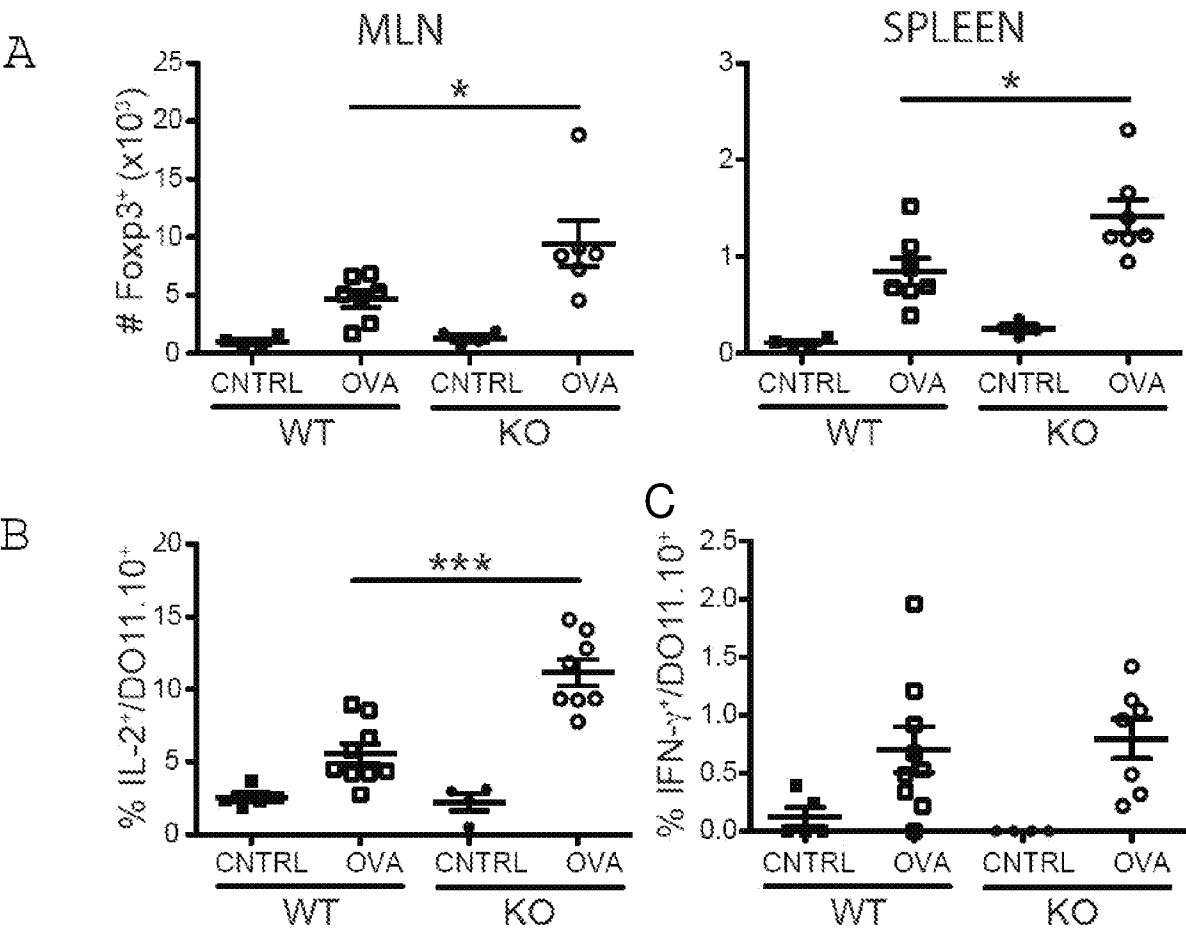 A
MLN
SPLEEN
# Foxp3⁺ (x10³)
25
20
15
10
5
0
*
CNTRL OVA CNTRL OVA
WT KO
3
2
1
0
*
CNTRL OVA CNTRL OVA
WT KO
B
% IL-2⁺/DO11.10⁺
20
15
10
5
0
***
CNTRL OVA CNTRL OVA
WT KO
C
% IFN-γ⁺/DO11.10⁺
2.5
2.0
1.5
1.0
0.5
0.0
CNTRL OVA CNTRL OVA
WT KO